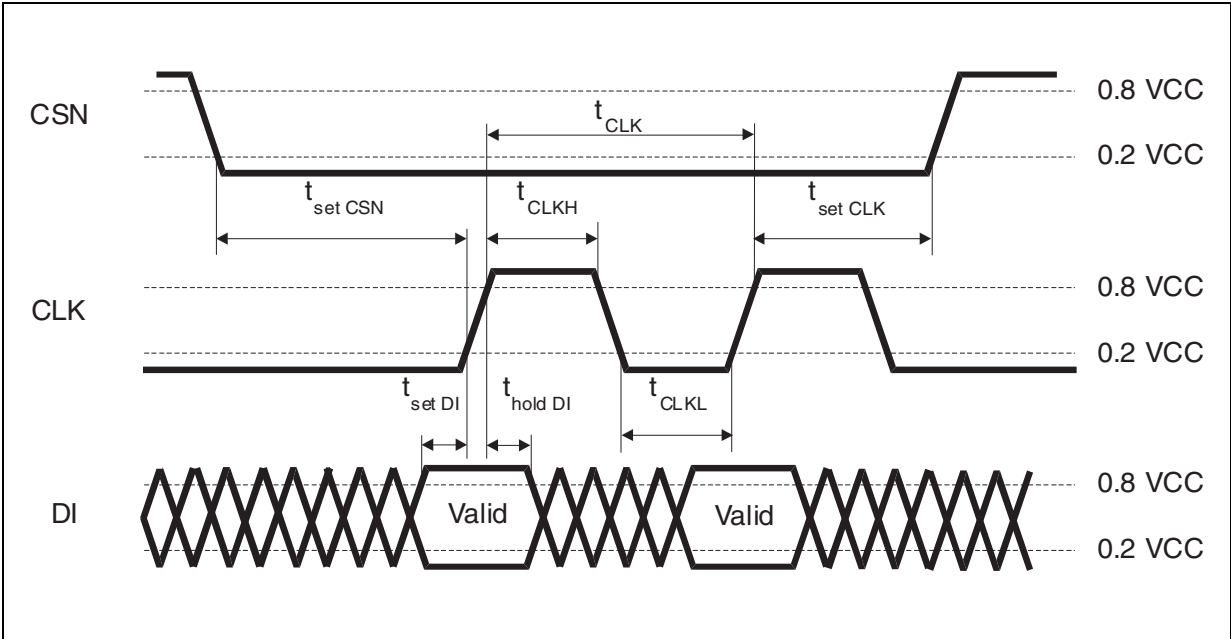 CSN
0.8 VCC
0.2 VCC
t CLK
t set CSN
t CLKH
t set CLK
CLK
0.8 VCC
0.2 VCC
t set DI
t hold DI
t CLKL
DI
Valid
Valid
0.8 VCC
0.2 VCC